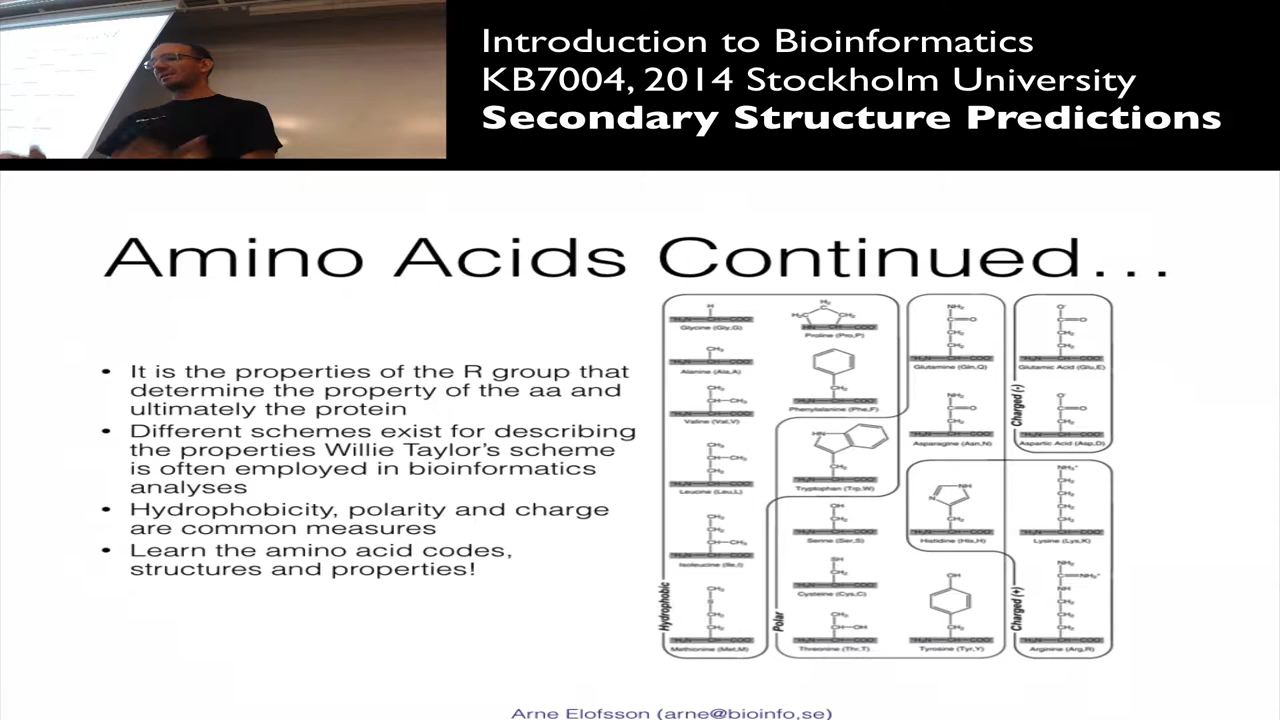 Introduction to Bioinformatics
KB7004, 2014 Stockholm University
Secondary Structure Predictions
Amino Acids Continued...
• It is the properties of the R group that
determine the property of the aa and
ultimately the protein
• Different schemes exist for describing
the properties Willie Taylor's scheme
is often employed in bioinformatics
analyses
• Hydrophobicity, polarity and charge
are common measures
• Learn the amino acid codes,
structures and properties!
Glycine (Gly,G)
Proline (Pro,P)
Alanine (Ala,A)
Valine (Val,V)
Phenylalanine (Phe,F)
Leucine (Leu,L)
Tryptophan (Trp,W)
Isoleucine (Ile,I)
Methionine (Met,M)
Hydrophobic
Serine (Ser,S)
Cysteine (Cys,C)
Threonine (Thr,T)
Tyrosine (Tyr,Y)
Polar
Glutamine (Gln,Q)
Asparagine (Asn,N)
Glutamic Acid (Glu,E)
Aspartic Acid (Asp,D)
Charged (-)
Histidine (His,H)
Lysine (Lys,K)
Arginine (Arg,R)
Charged (+)
Arne Elofsson (arne@bioinfo,se)